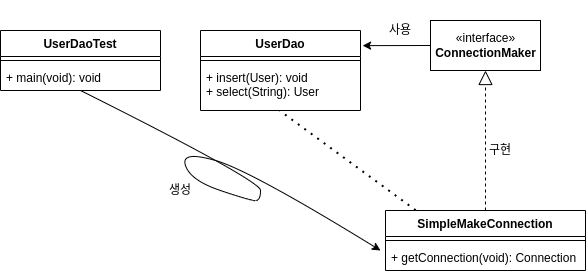 UserDaoTest
+ main(void): void
UserDao
+ insert(User): void
+ select(String): User
사용
«interface»
ConnectionMaker
구현
생성
SimpleMakeConnection
+ getConnection(void): Connection